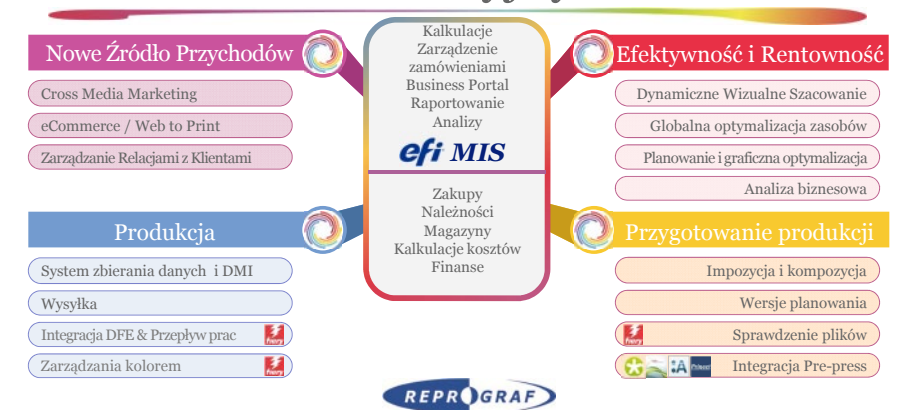 Nowe Źródło Przychodów
Cross Media Marketing
eCommerce / Web to Print
Zarządzanie Relacjami z Klientami
Kalkulacje
Zarządzenie
zamówieniami
Business Portal
Raportowanie
Analizy
efi MIS
Zakupy
Należności
Magazyny
Kalkulacje kosztów
Finanse
Efektywność i Rentowność
Dynamiczne Wizualne Szacowanie
Globalna optymalizacja zasobów
Planowanie i graficzna optymalizacja
Analiza biznesowa
Produkcja
System zbierania danych i DMI
Wysyłka
Integracja DFE & Przepływ prac
fiery
Zarządzania kolorem
fiery
Przygotowanie produkcji
Impozycja i kompozycja
Wersje planowania
fiery
Sprawdzenie plików
:A
Integracja Pre-press
REPROGRAF